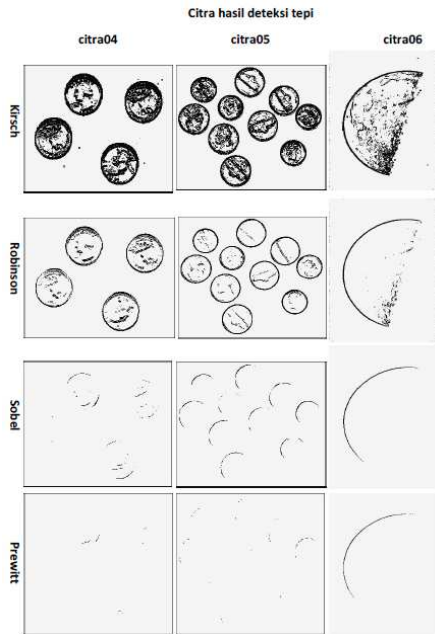 Citra hasil deteksi tepi
citra04 citra05 citra06
Kirsch
Robinson
Sobel
Prewitt